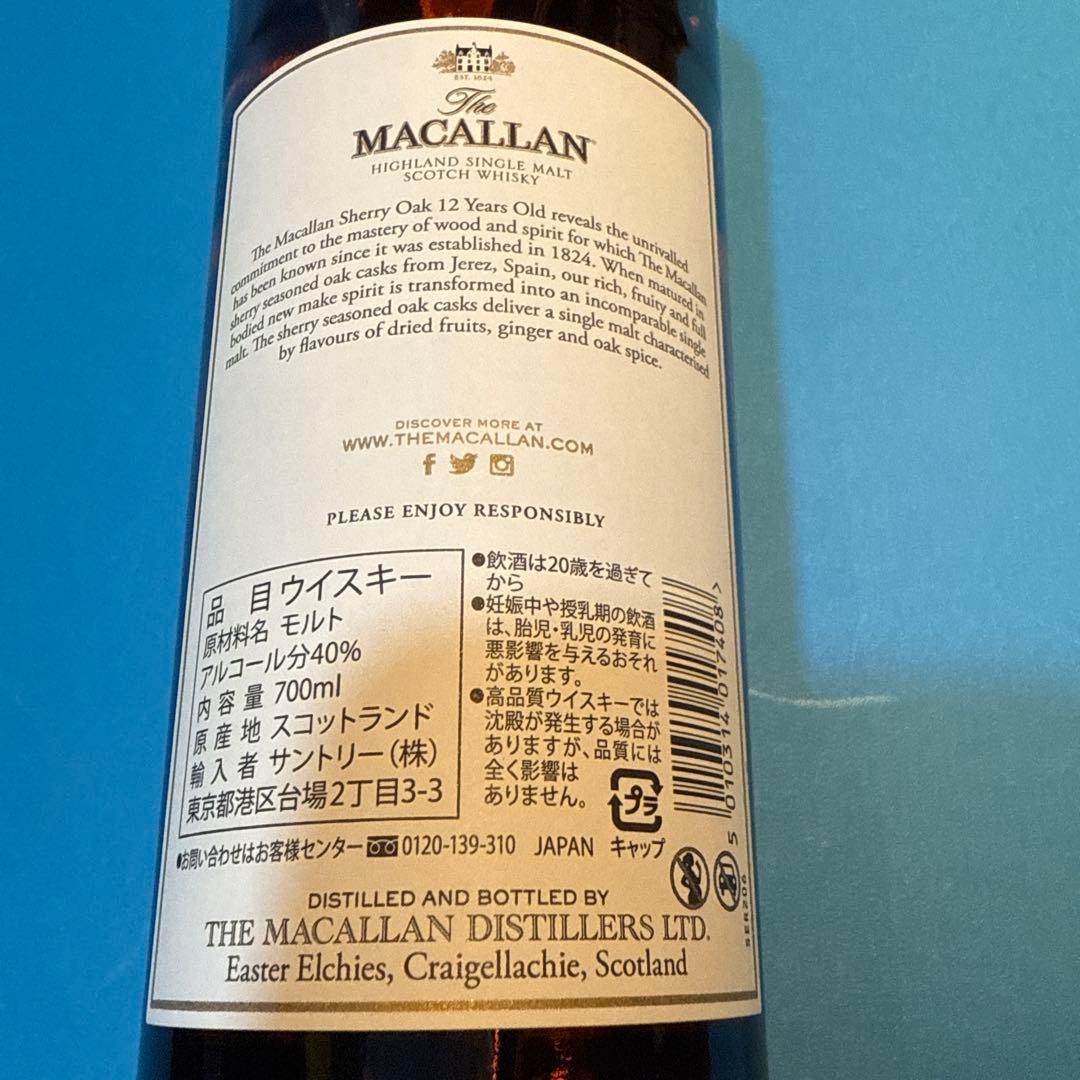 EST. 1824
The
MACALLAN
HIGHLAND SINGLE MALT
SCOTCH WHISKY
The Macallan Sherry Oak 12 Years Old reveals the unrivalled
commitment to the mastery of wood and spirit for which The Macallan
has been known since it was established in 1824. When matured in
sherry seasoned oak casks from Jerez, Spain, our rich, fruity and full
bodied new make spirit is transformed into an incomparable single
malt. The sherry seasoned oak casks deliver a single malt characterised
by flavours of dried fruits, ginger and oak spice.
DISCOVER MORE AT
WWW.THEMACALLAN.COM
PLEASE ENJOY RESPONSIBLY
品目 ウイスキー
原材料名 モルト
アルコール分40%
内容量 700ml
原産地 スコットランド
輸入者 サントリー(株)
東京都港区台場2丁目3-3
●飲酒は20歳を過ぎて
から
●妊娠中や授乳期の飲酒
は、胎児・乳児の発育に
悪影響を与えるおそれ
があります。
●高品質ウイスキーでは
沈殿が発生する場合が
ありますが、品質には
全く影響は
ありません。
プラ
キャップ
5 010314 017408 >
●お問い合わせはお客様センター 0120-139-310 JAPAN
SER206
DISTILLED AND BOTTLED BY
THE MACALLAN DISTILLERS LTD.
Easter Elchies, Craigellachie, Scotland